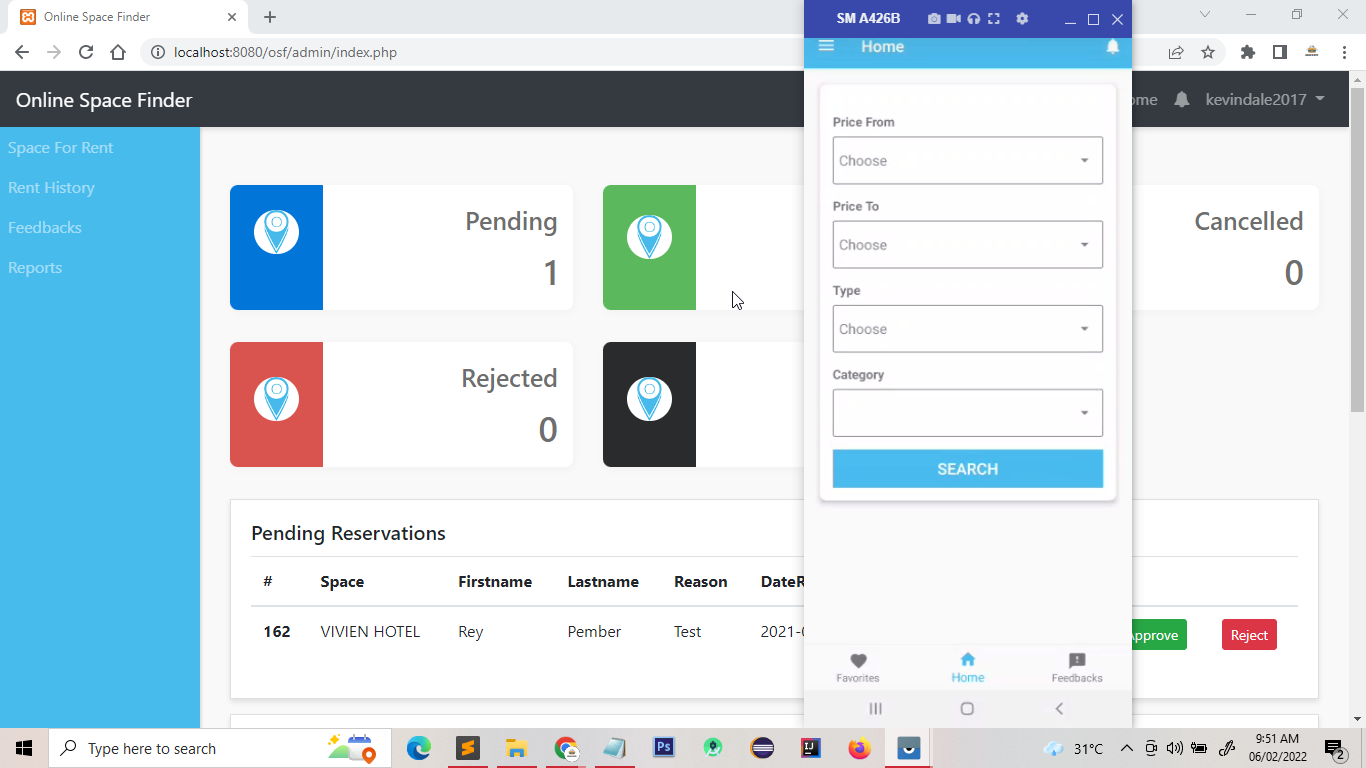 Online Space Finder
localhost:8080/osf/admin/index.php
Online Space Finder
ome
kevindale2017
Space For Rent
Rent History
Feedbacks
Reports
Pending
1
Cancelled
0
Rejected
0
Pending Reservations
# Space Firstname Lastname Reason DateR
162 VIVIEN HOTEL Rey Pember Test 2021-0
Approve Reject
SM A426B
Home
Price From
Choose
Price To
Choose
Type
Choose
Category
SEARCH
Favorites Home Feedbacks
Type here to search
Ps
IJ
31°C
9:51 AM
06/02/2022
2